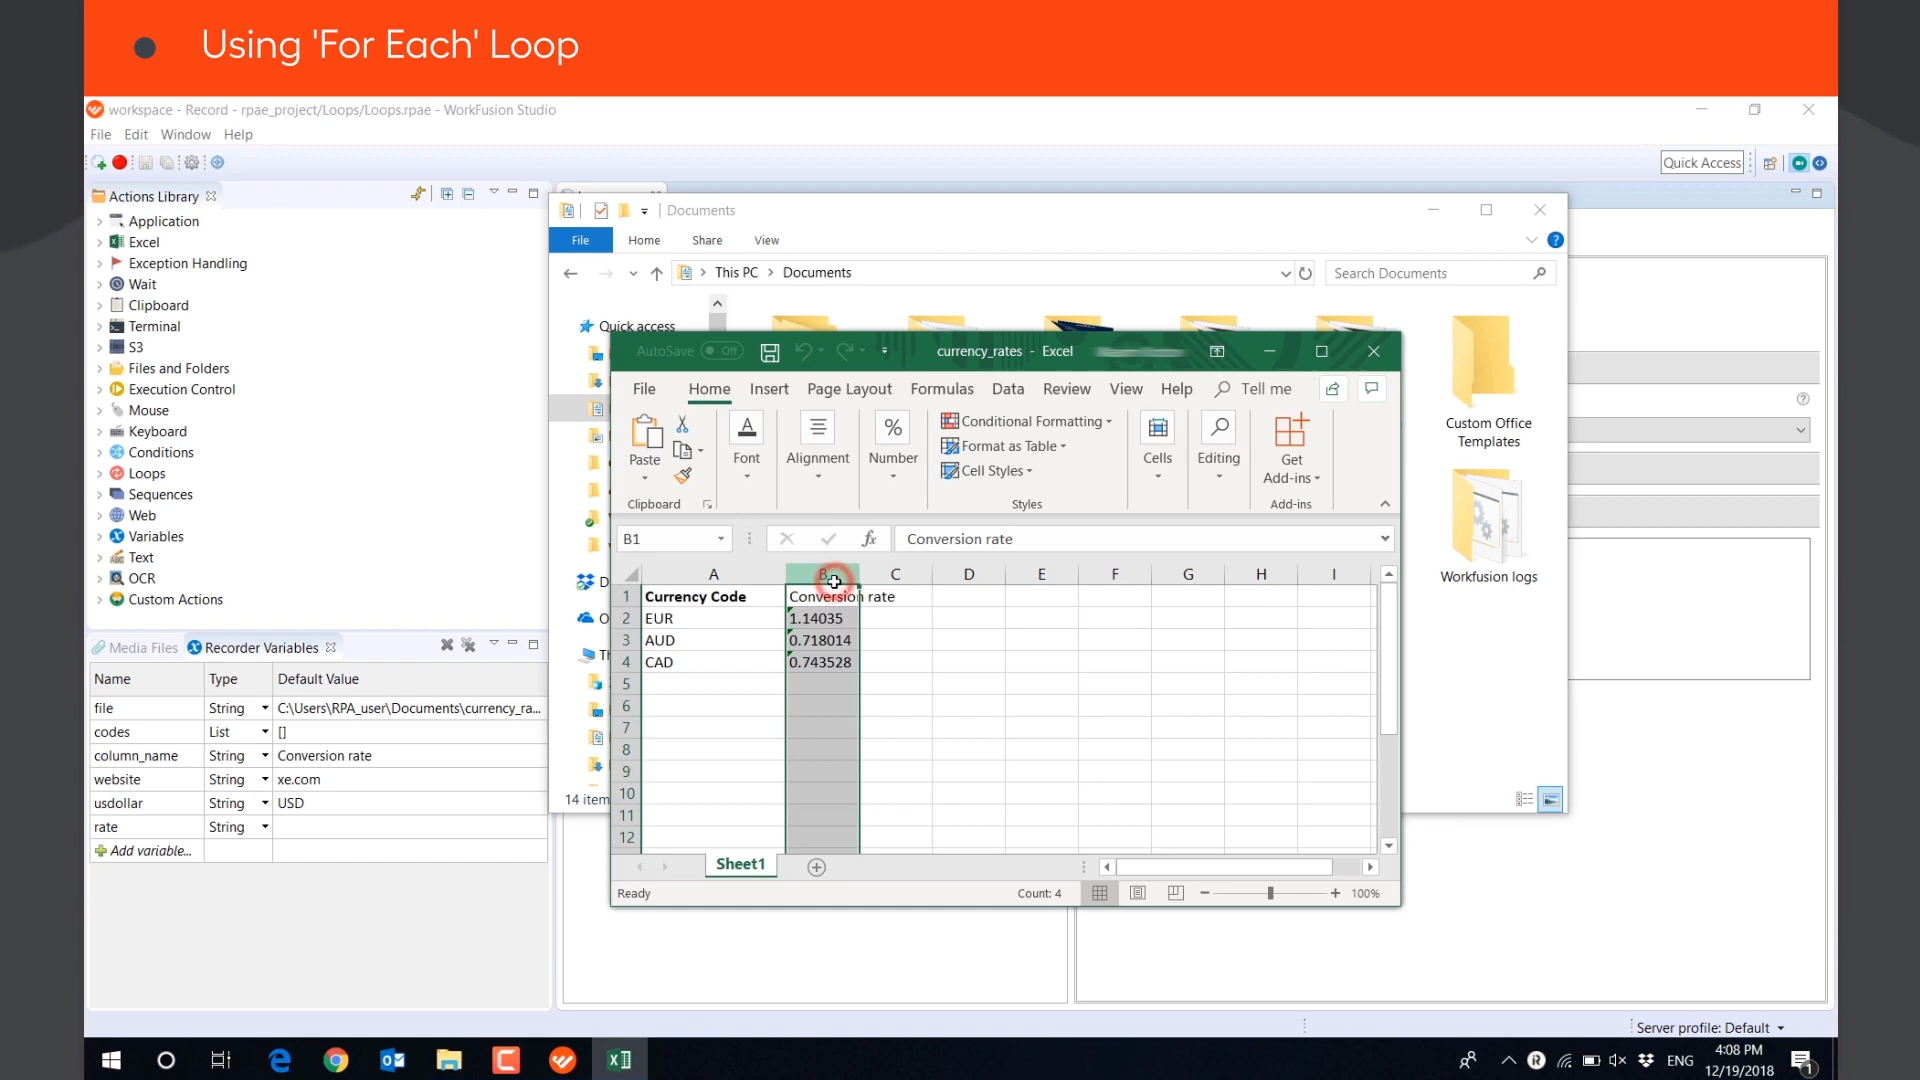 Using 'For Each' Loop
workspace - Record - rpae_project/Loops/Loops.rpae - WorkFusion Studio
File Edit Window Help
Quick Access
Actions Library
Application
Excel
Exception Handling
Wait
Clipboard
Terminal
S3
Files and Folders
Execution Control
Mouse
Keyboard
Conditions
Loops
Sequences
Web
Variables
Text
OCR
Custom Actions
Media Files Recorder Variables
Name Type Default Value
file String C:\Users\RPA_user\Documents\currency_ra...
codes List []
column_name String Conversion rate
website String xe.com
usdollar String USD
rate String
Add variable...
Documents
File Home Share View
This PC Documents
Search Documents
Quick access
14 item
Custom Office
Templates
Workfusion logs
AutoSave Off
currency_rates - Excel
File Home Insert Page Layout Formulas Data Review View Help Tell me
Paste
Font
Alignment
Number
Conditional Formatting
Format as Table
Cell Styles
Cells
Editing
Get
Add-ins
Clipboard Styles Add-ins
B1 fx Conversion rate
A B C D E F G H I
1 Currency Code Conversion rate
2 EUR 1.14035
3 AUD 0.718014
4 CAD 0.743528
5
6
7
8
9
10
11
12
Sheet1
Ready Count: 4 100%
Server profile: Default
ENG
4:08 PM
12/19/2018
1